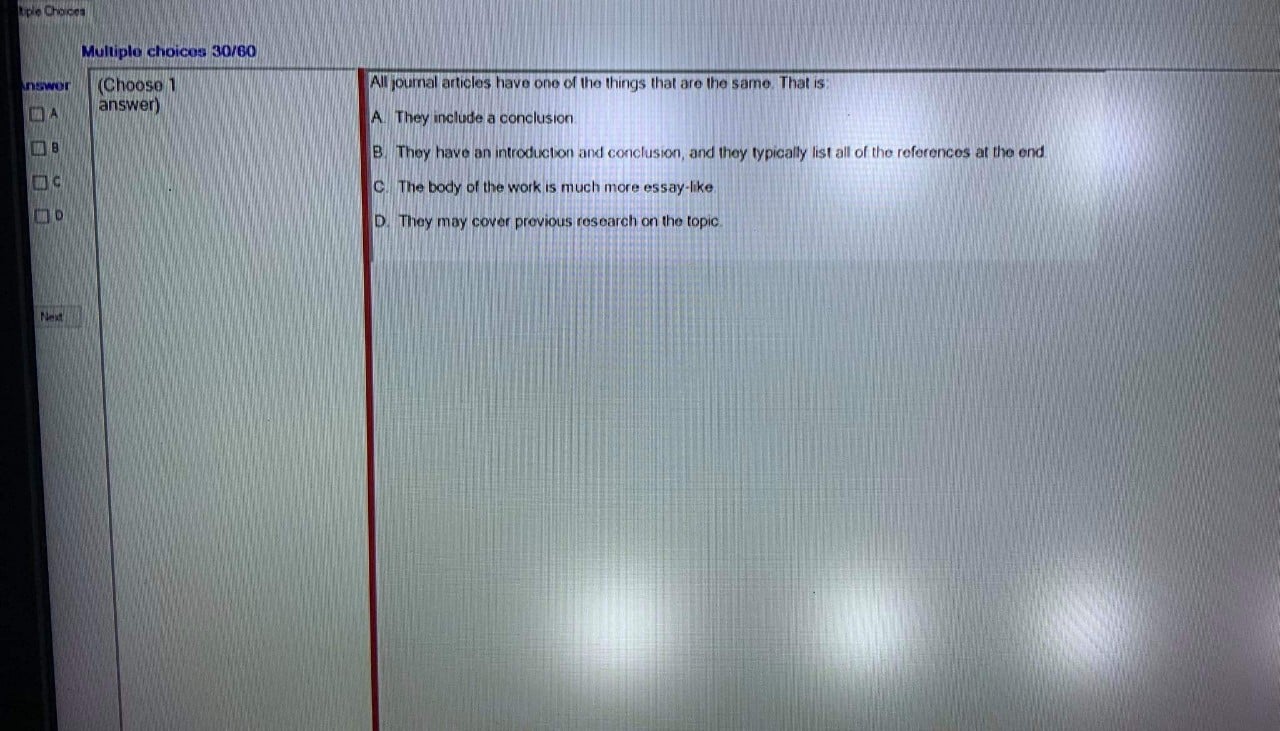 Multiple choices 30/60
(Choose 1
answer)
A
B
C
D
Next
All journal articles have one of the things that are the same. That is:
A. They include a conclusion.
B. They have an introduction and conclusion, and they typically list all of the references at the end.
C. The body of the work is much more essay-like.
D. They may cover previous research on the topic.